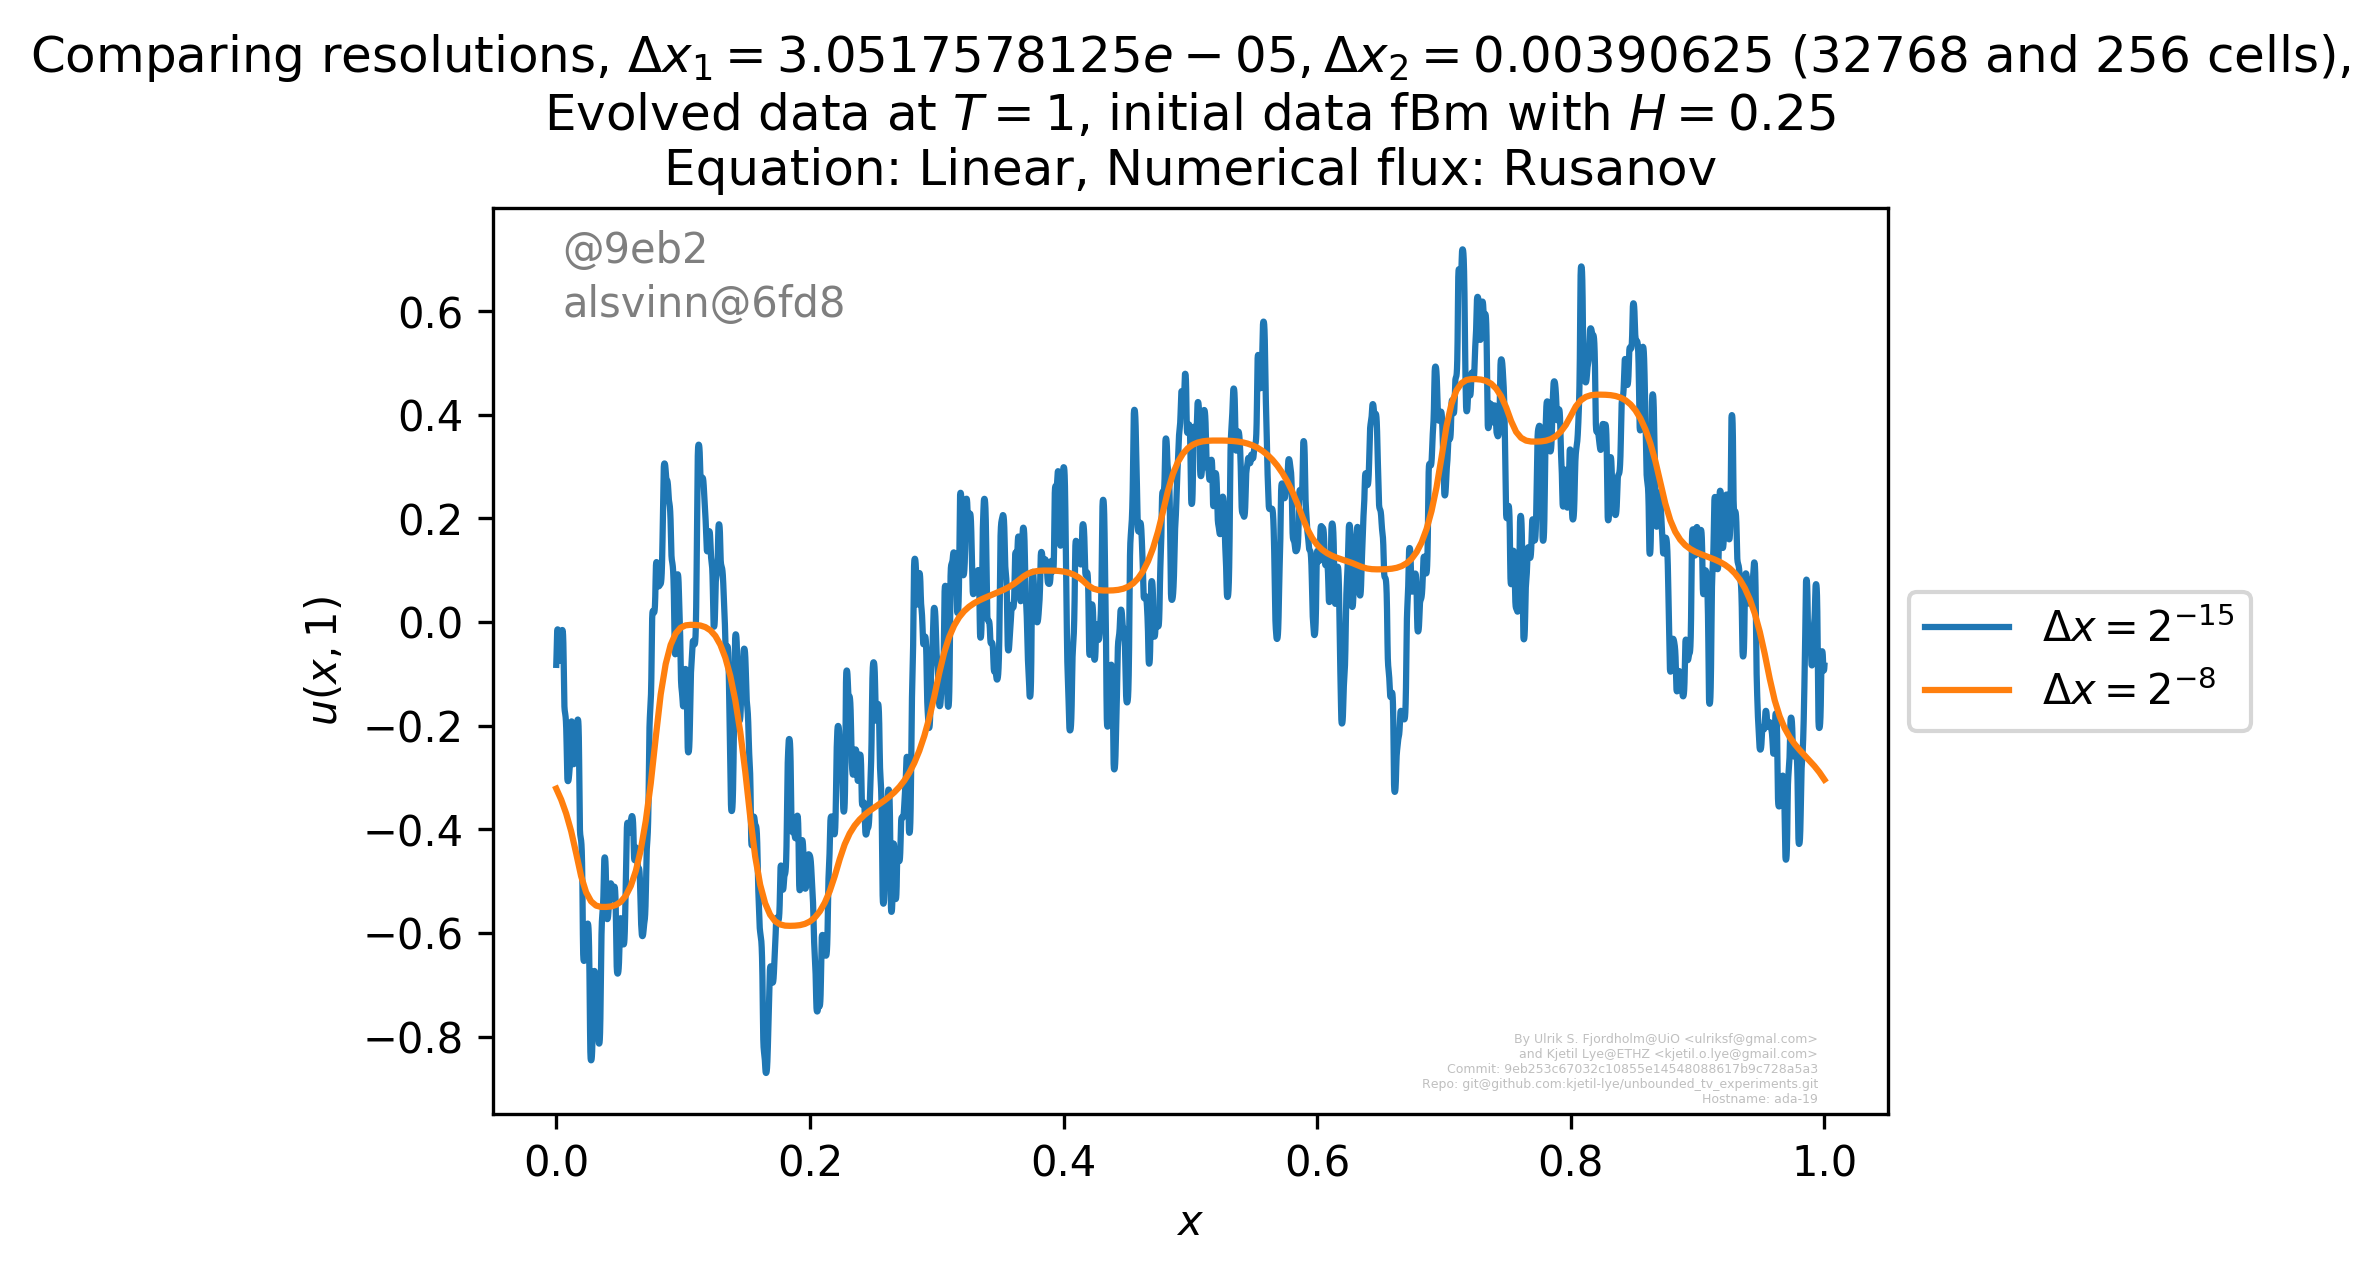 Comparing resolutions, Δx₁ = 3.0517578125e − 05, Δx₂ = 0.00390625 (32768 and 256 cells),
Evolved data at T = 1, initial data fBm with H = 0.25
Equation: Linear, Numerical flux: Rusanov
@9eb2
alsvinn@6fd8
0.6
0.4
0.2
0.0
−0.2
−0.4
−0.6
−0.8
u(x, 1)
Δx = 2⁻¹⁵
Δx = 2⁻⁸
By Ulrik S. Fjordholm@UiO <ulriksf@gmal.com>
and Kjetil Lye@ETHZ <kjetil.o.lye@gmail.com>
Commit: 9eb253c67032c10855e14548088617b9c728a5a3
Repo: git@github.com:kjetil-lye/unbounded_tv_experiments.git
Hostname: ada-19
0.0 0.2 0.4 0.6 0.8 1.0
x